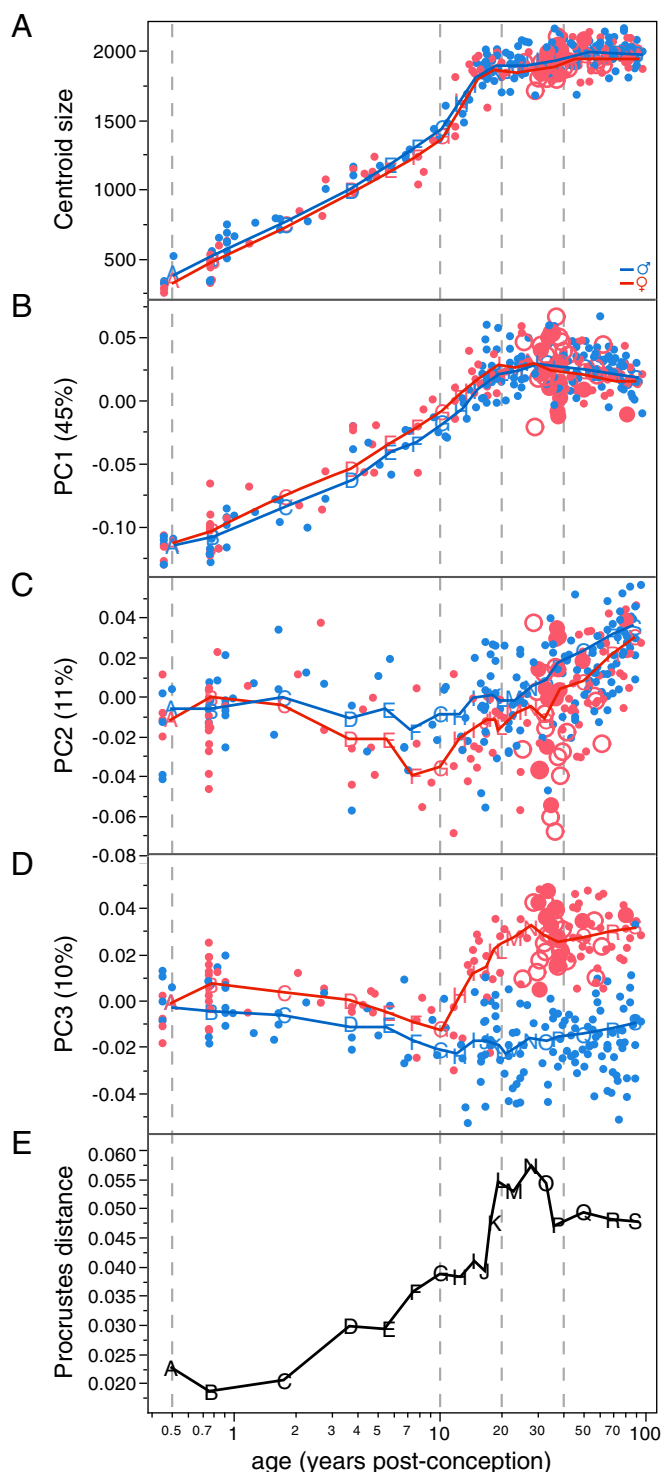 A
Centroid size
2000
1500
1000
500
♂
♀
B
PC1 (45%)
0.05
0.00
-0.05
-0.10
C
PC2 (11%)
0.04
0.02
0.00
-0.02
-0.04
-0.06
-0.08
D
PC3 (10%)
0.04
0.02
0.00
-0.02
-0.04
E
Procrustes distance
0.060
0.055
0.050
0.045
0.040
0.035
0.030
0.025
0.020
A B C D E F G H I J K L M N O P Q R S
0.5 0.7 1 2 3 4 5 7 10 20 30 50 70 100
age (years post-conception)